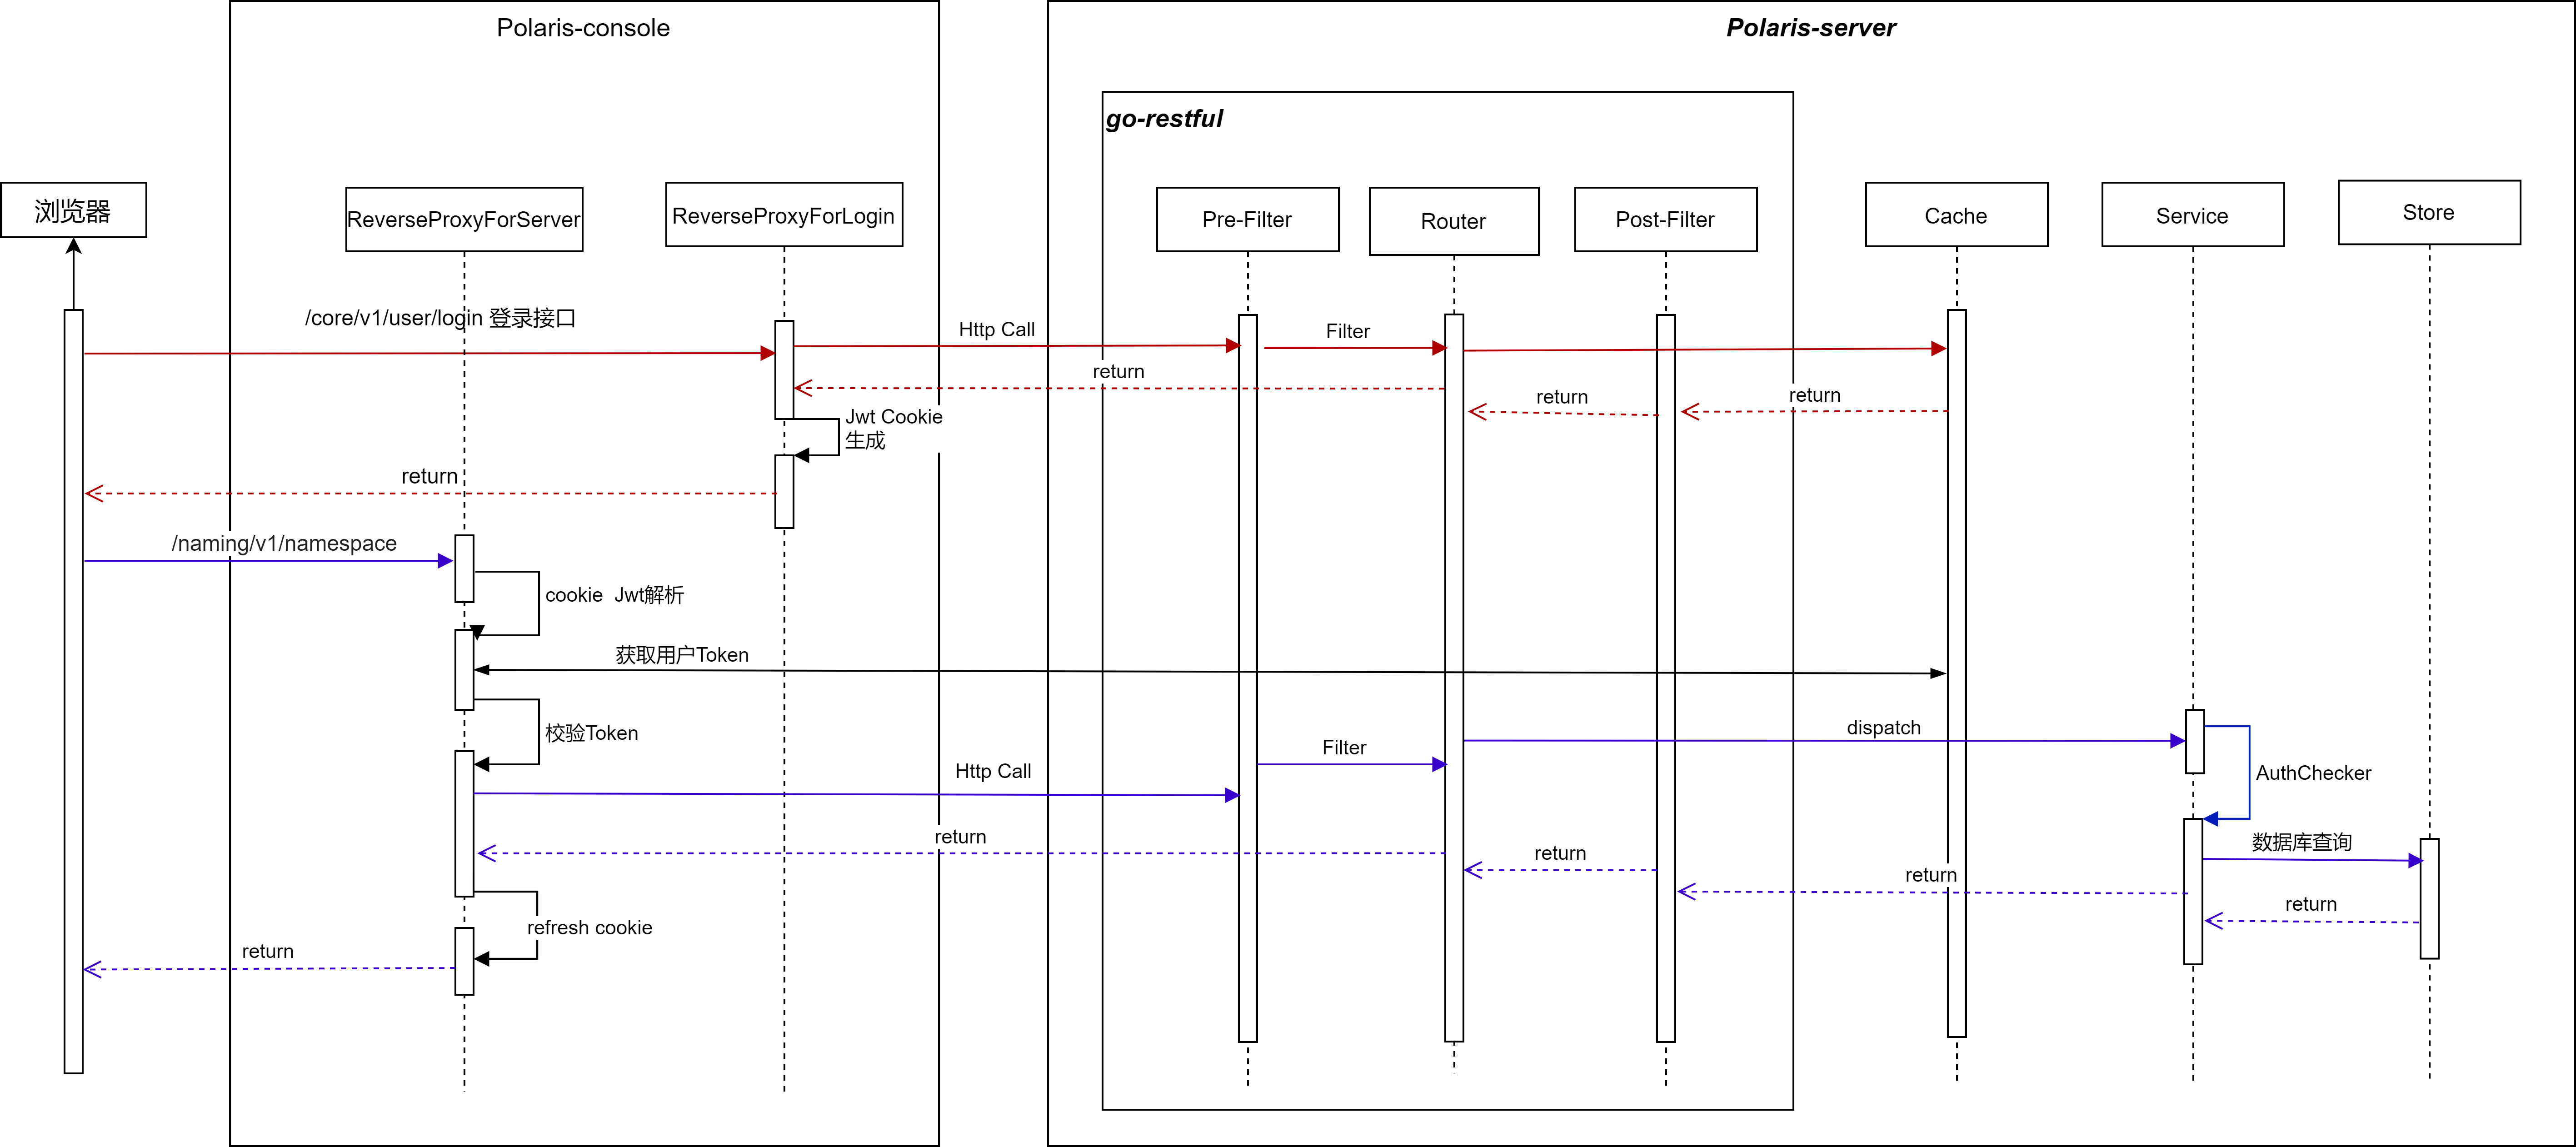 Polaris-console
Polaris-server
go-restful
浏览器
ReverseProxyForServer
ReverseProxyForLogin
Pre-Filter
Router
Post-Filter
Cache
Service
Store
/core/v1/user/login 登录接口
Http Call
Filter
return
return
return
Jwt Cookie
生成
return
/naming/v1/namespace
cookie  Jwt解析
获取用户Token
校验Token
dispatch
Filter
Http Call
AuthChecker
return
return
数据库查询
return
return
refresh cookie
return